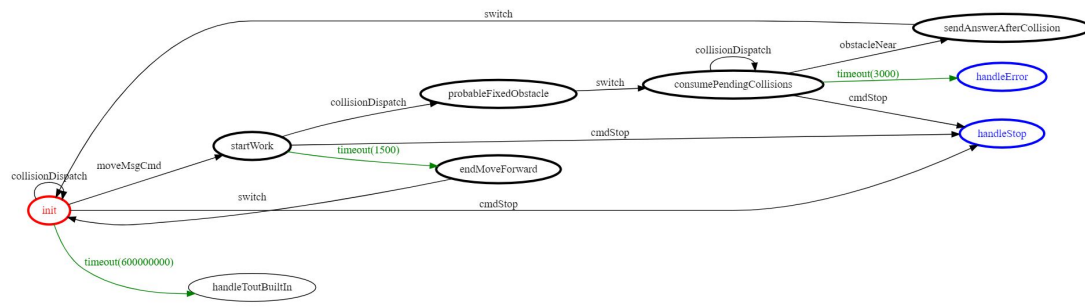 switch
sendAnswerAfterCollision
collisionDispatch
obstacleNear
timeout(3000)
handleError
switch
consumePendingCollisions
probableFixedObstacle
collisionDispatch
cmdStop
cmdStop
handleStop
startWork
timeout(1500)
moveMsgCmd
endMoveForward
collisionDispatch
switch
cmdStop
init
timeout(600000000)
handleToutBuiltIn